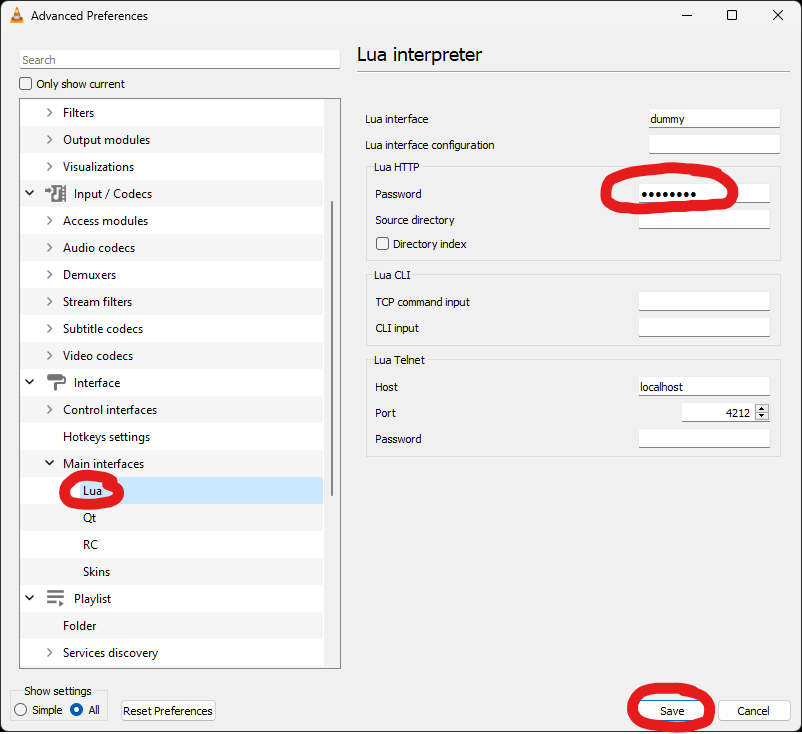 Advanced Preferences
Search
Only show current
Filters
Output modules
Visualizations
Input / Codecs
Access modules
Audio codecs
Demuxers
Stream filters
Subtitle codecs
Video codecs
Interface
Control interfaces
Hotkeys settings
Main interfaces
Lua
Qt
RC
Skins
Playlist
Folder
Services discovery
Show settings
Simple All
Reset Preferences
Lua interpreter
Lua interface dummy
Lua interface configuration
Lua HTTP
Password ••••••••
Source directory
Directory index
Lua CLI
TCP command input
CLI input
Lua Telnet
Host localhost
Port 4212
Password
Save Cancel